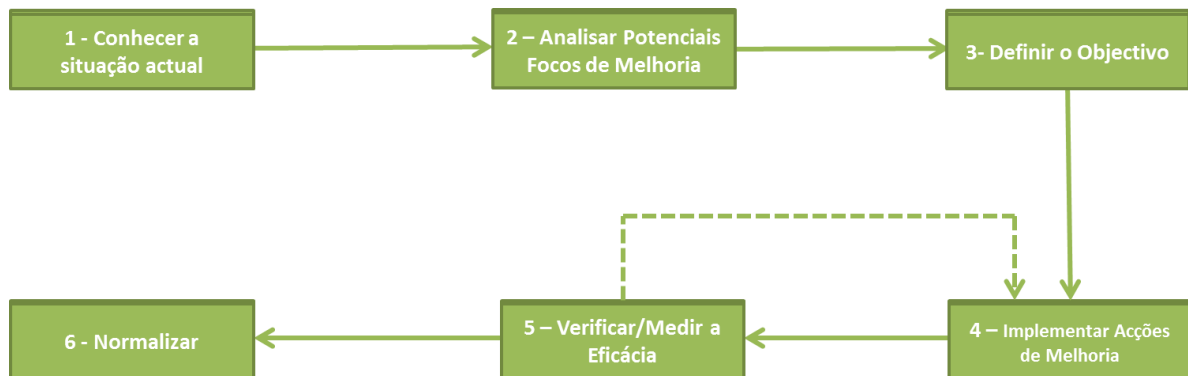 1 - Conhecer a
situação actual
2 – Analisar Potenciais
Focos de Melhoria
3- Definir o Objectivo
4 – Implementar Acções
de Melhoria
5 – Verificar/Medir a
Eficácia
6 - Normalizar